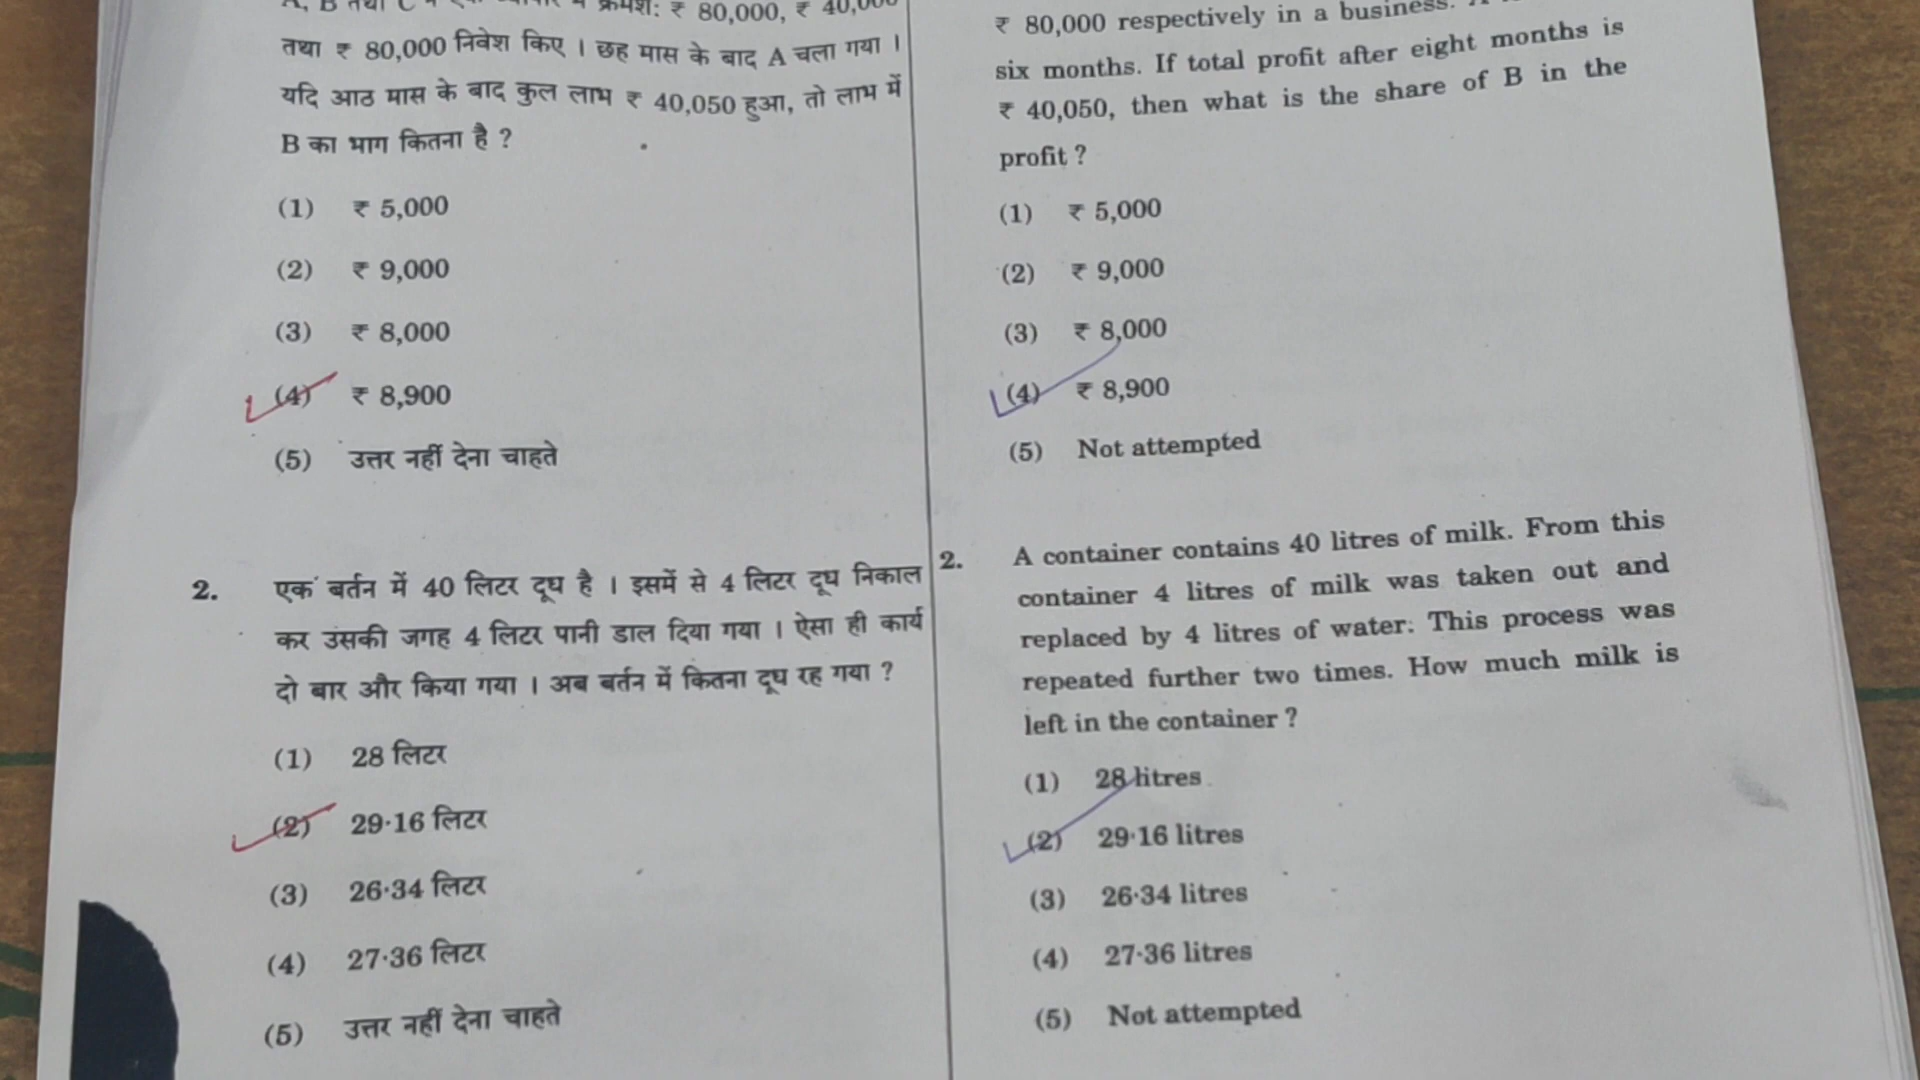 A, B तथा C ने एक व्यापार में क्रमश: ₹ 80,000, ₹ 40,000
तथा ₹ 80,000 निवेश किए । छह मास के बाद A चला गया ।
यदि आठ मास के बाद कुल लाभ ₹ 40,050 हुआ, तो लाभ में
B का भाग कितना है ?
(1) ₹ 5,000
(2) ₹ 9,000
(3) ₹ 8,000
(4) ₹ 8,900
(5) उत्तर नहीं देना चाहते
2. एक बर्तन में 40 लिटर दूध है । इसमें से 4 लिटर दूध निकाल
कर उसकी जगह 4 लिटर पानी डाल दिया गया । ऐसा ही कार्य
दो बार और किया गया । अब बर्तन में कितना दूध रह गया ?
(1) 28 लिटर
(2) 29·16 लिटर
(3) 26·34 लिटर
(4) 27·36 लिटर
(5) उत्तर नहीं देना चाहते
₹ 80,000 respectively in a business.
six months. If total profit after eight months is
₹ 40,050, then what is the share of B in the
profit ?
(1) ₹ 5,000
(2) ₹ 9,000
(3) ₹ 8,000
(4) ₹ 8,900
(5) Not attempted
2. A container contains 40 litres of milk. From this
container 4 litres of milk was taken out and
replaced by 4 litres of water. This process was
repeated further two times. How much milk is
left in the container ?
(1) 28 litres
(2) 29·16 litres
(3) 26·34 litres
(4) 27·36 litres
(5) Not attempted